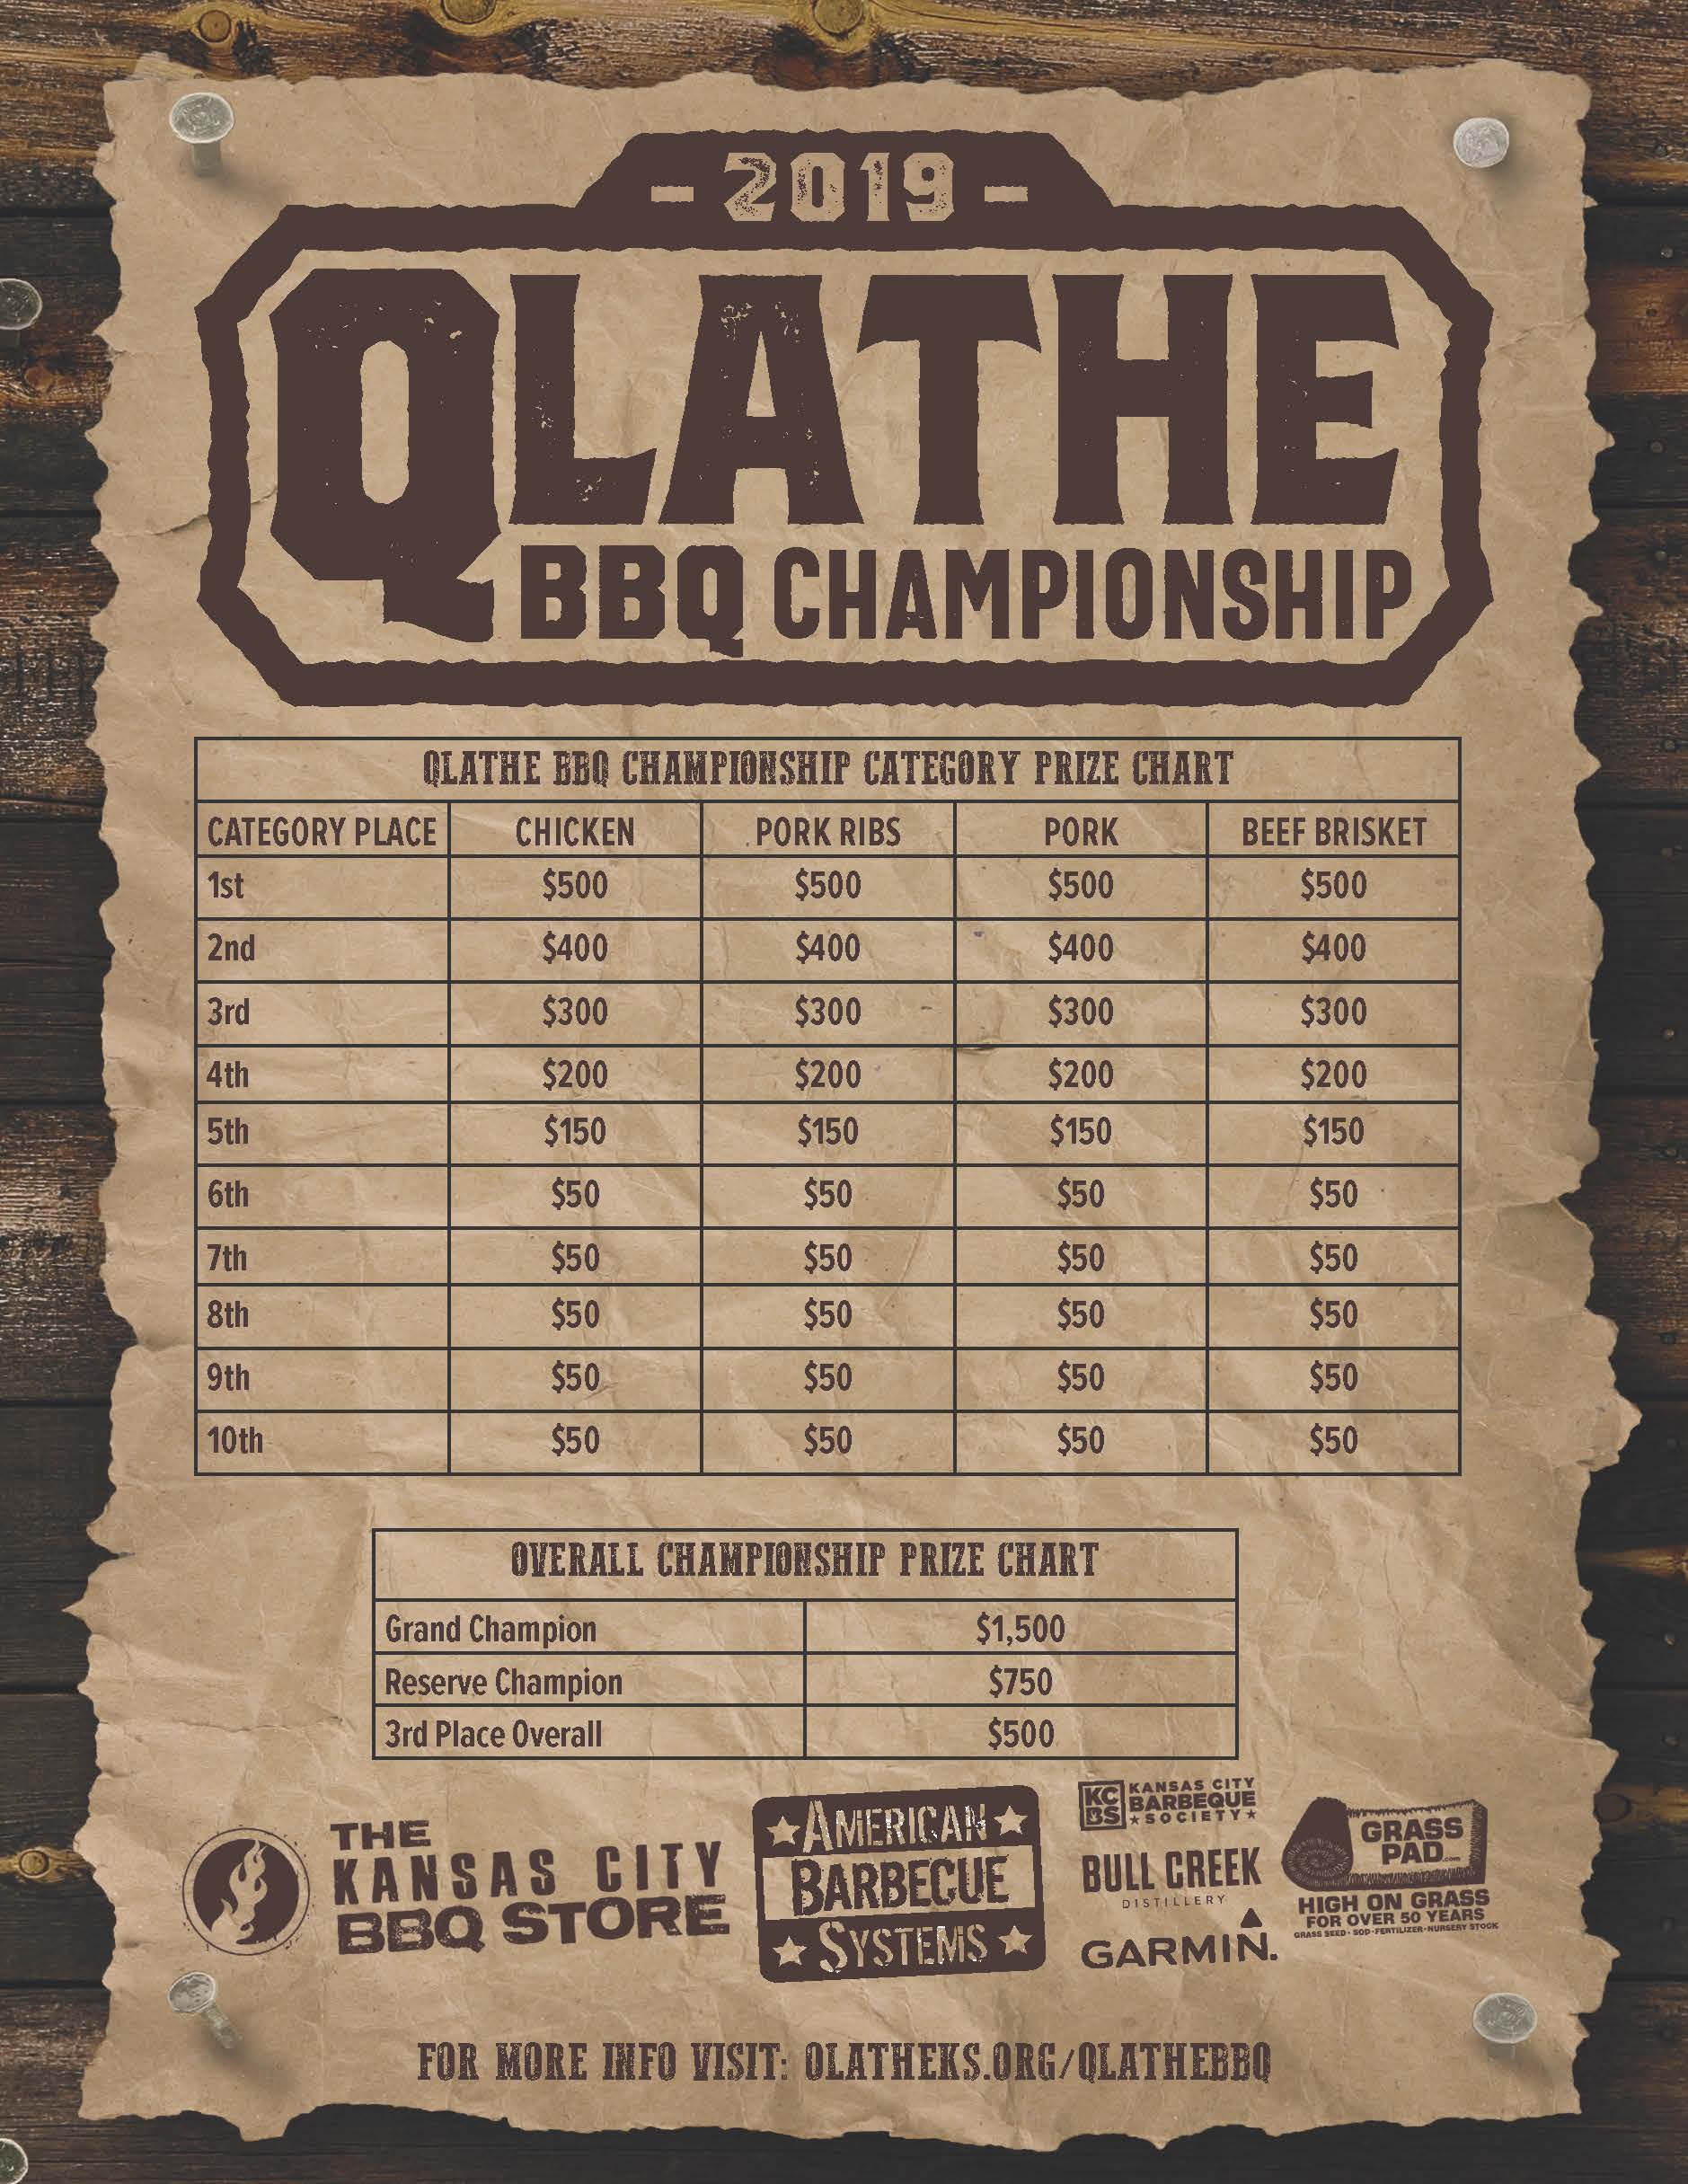 - 2019 -
QLATHE
BBQ CHAMPIONSHIP
QLATHE BBQ CHAMPIONSHIP CATEGORY PRIZE CHART
CATEGORY PLACE CHICKEN PORK RIBS PORK BEEF BRISKET
1st $500 $500 $500 $500
2nd $400 $400 $400 $400
3rd $300 $300 $300 $300
4th $200 $200 $200 $200
5th $150 $150 $150 $150
6th $50 $50 $50 $50
7th $50 $50 $50 $50
8th $50 $50 $50 $50
9th $50 $50 $50 $50
10th $50 $50 $50 $50
OVERALL CHAMPIONSHIP PRIZE CHART
Grand Champion $1,500
Reserve Champion $750
3rd Place Overall $500
THE
KANSAS CITY
BBQ STORE
AMERICAN
BARBECUE
SYSTEMS
KC
BS
KANSAS CITY
BARBEQUE
SOCIETY
BULL CREEK
DISTILLERY
GARMIN.
GRASS
PAD.com
HIGH ON GRASS
FOR OVER 50 YEARS
GRASS SEED · SOD · FERTILIZER · NURSERY STOCK
FOR MORE INFO VISIT: OLATHEKS.ORG/QLATHEBBQ